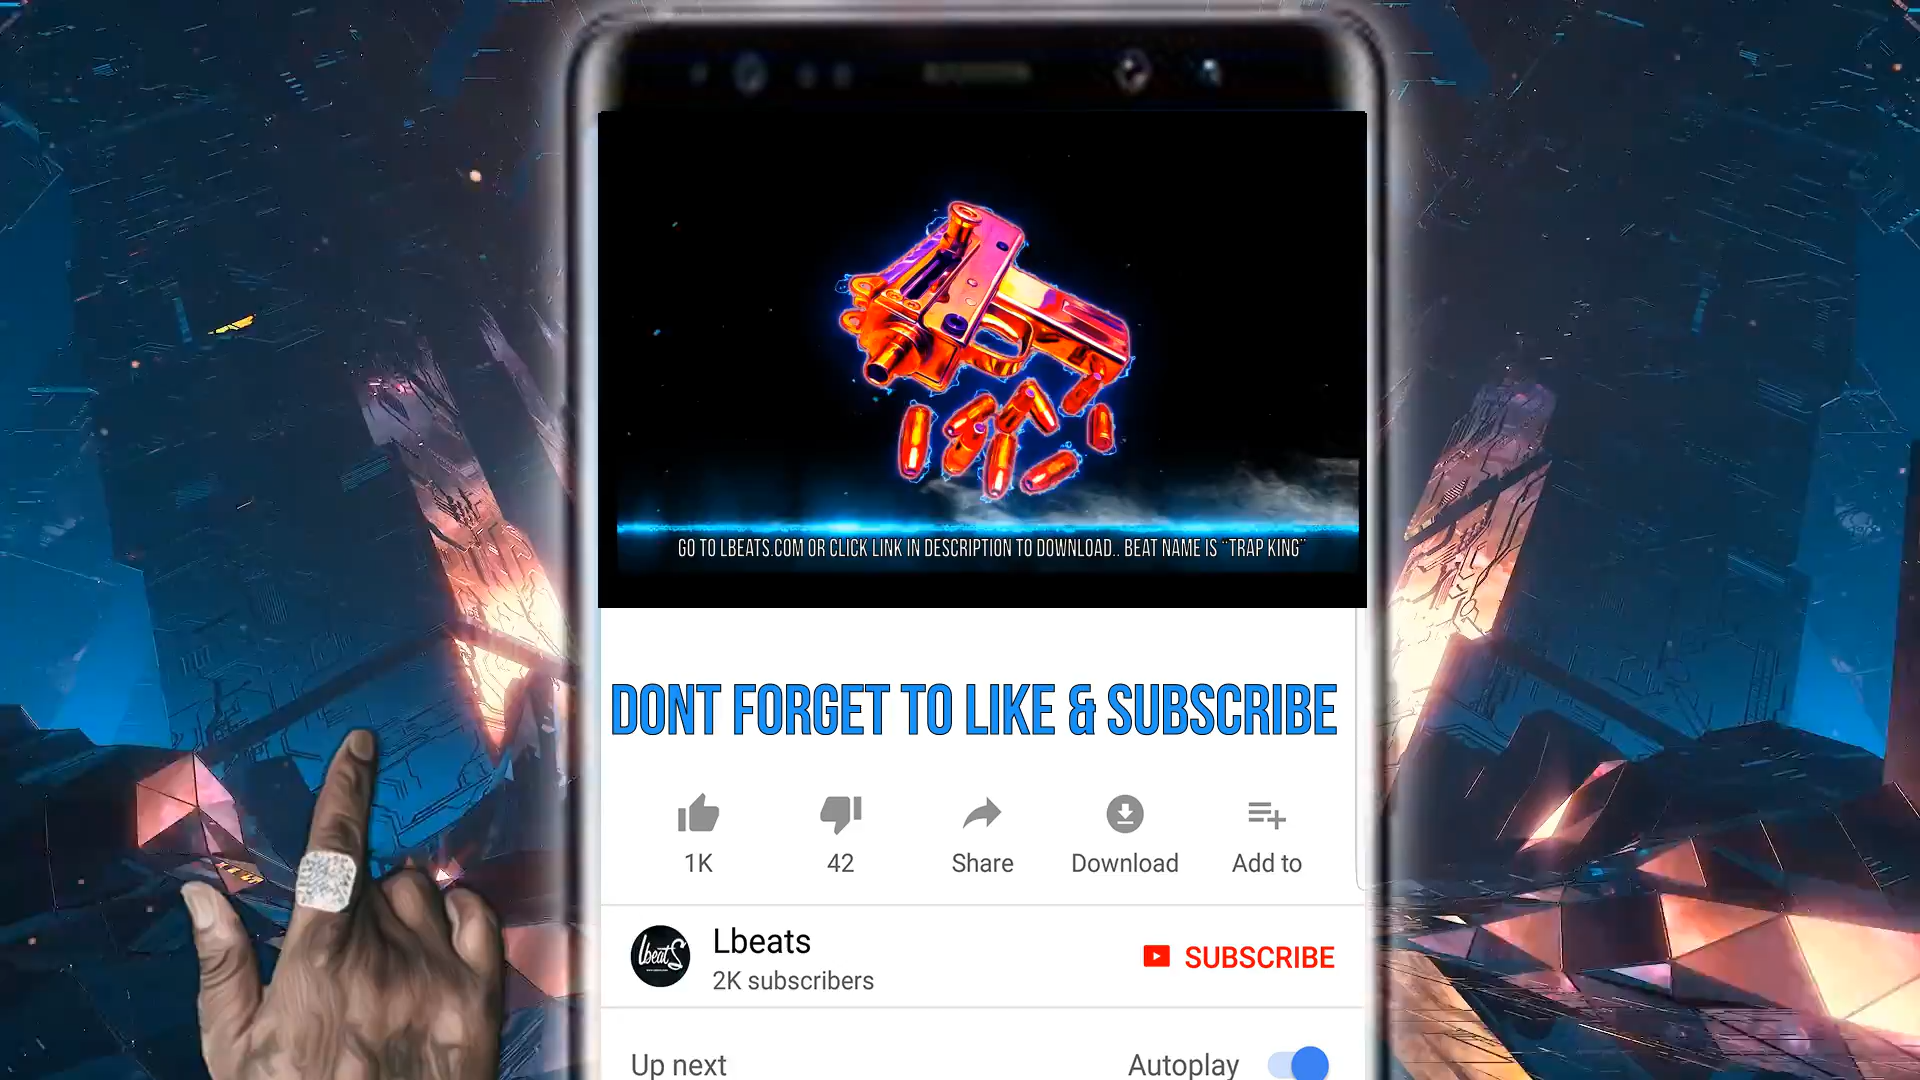 GO TO LBEATS.COM OR CLICK LINK IN DESCRIPTION TO DOWNLOAD.. BEAT NAME IS “TRAP KING”
DONT FORGET TO LIKE & SUBSCRIBE
1K 42 Share Download Add to
lbeatS
Lbeats
2K subscribers
SUBSCRIBE
Up next Autoplay